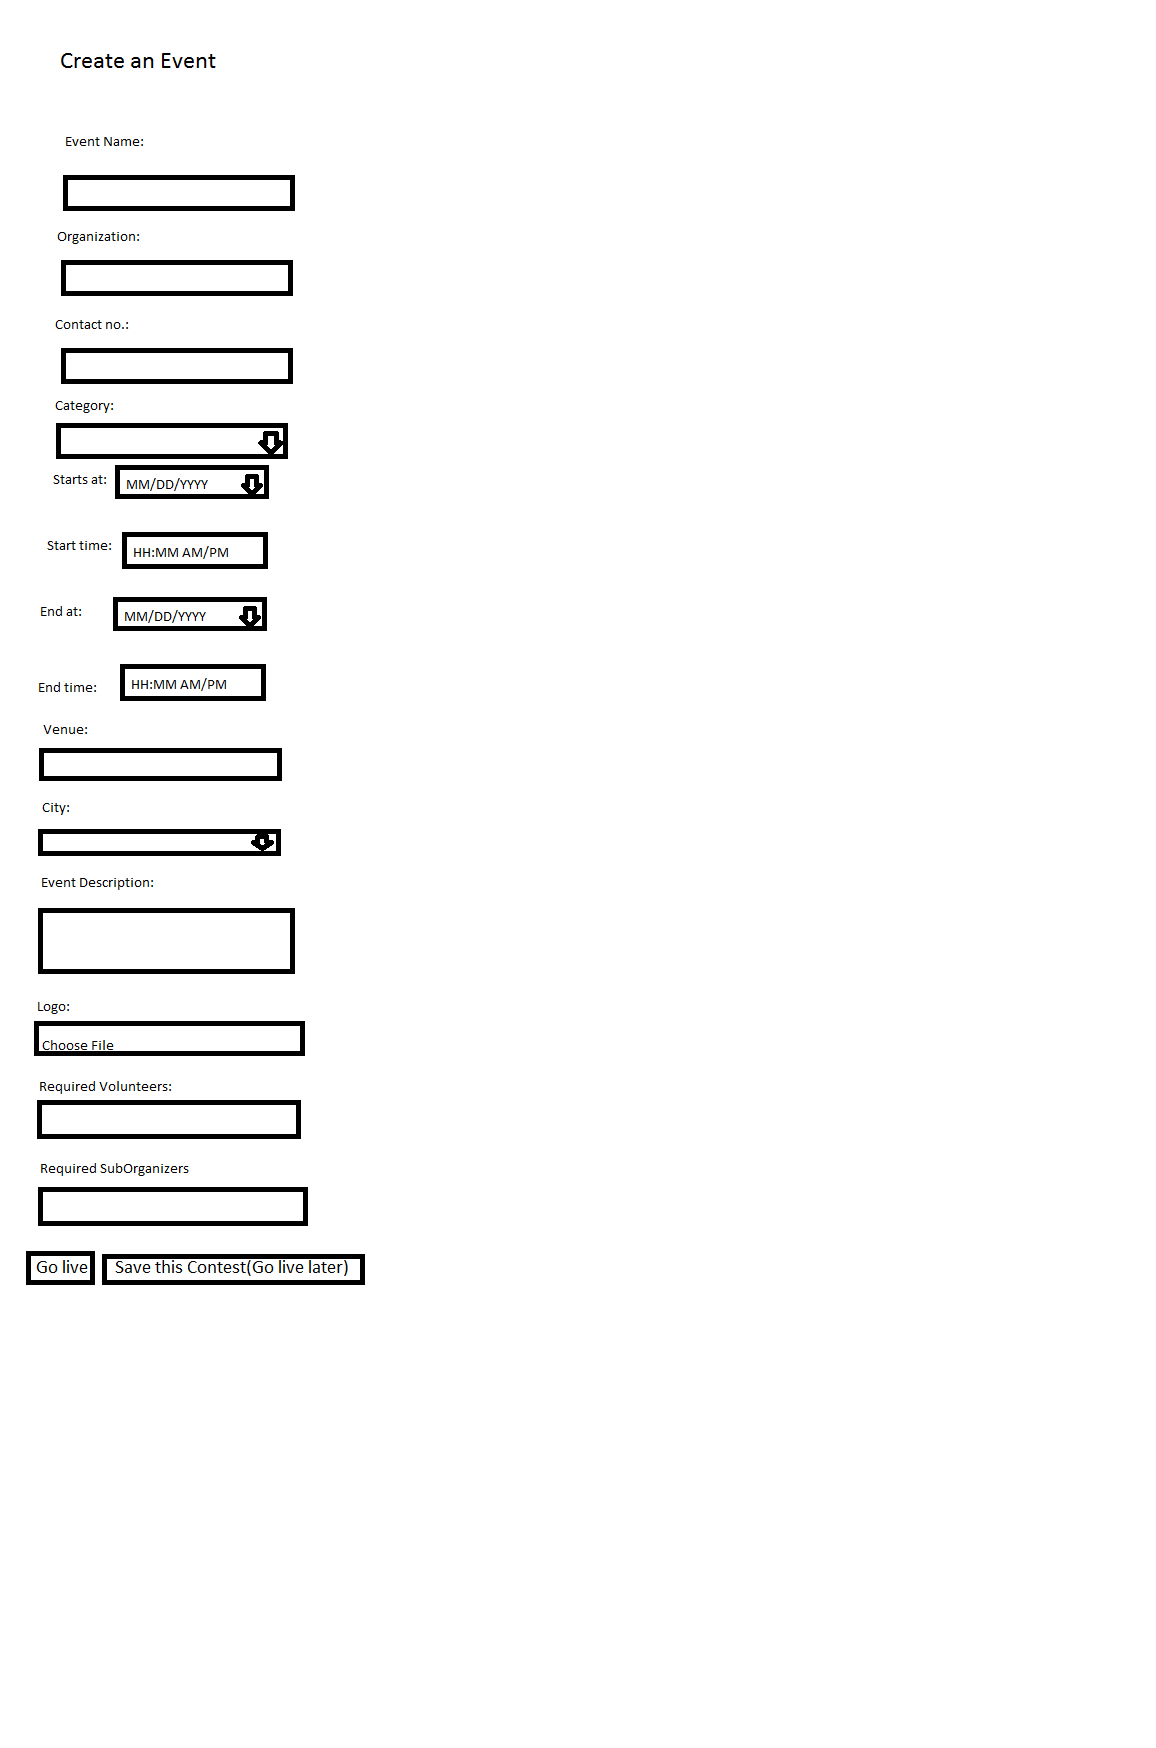 Create an Event
Event Name:
Organization:
Contact no.:
Category:
Starts at: MM/DD/YYYY
Start time: HH:MM AM/PM
End at: MM/DD/YYYY
End time: HH:MM AM/PM
Venue:
City:
Event Description:
Logo:
Choose File
Required Volunteers:
Required SubOrganizers
Go live Save this Contest(Go live later)